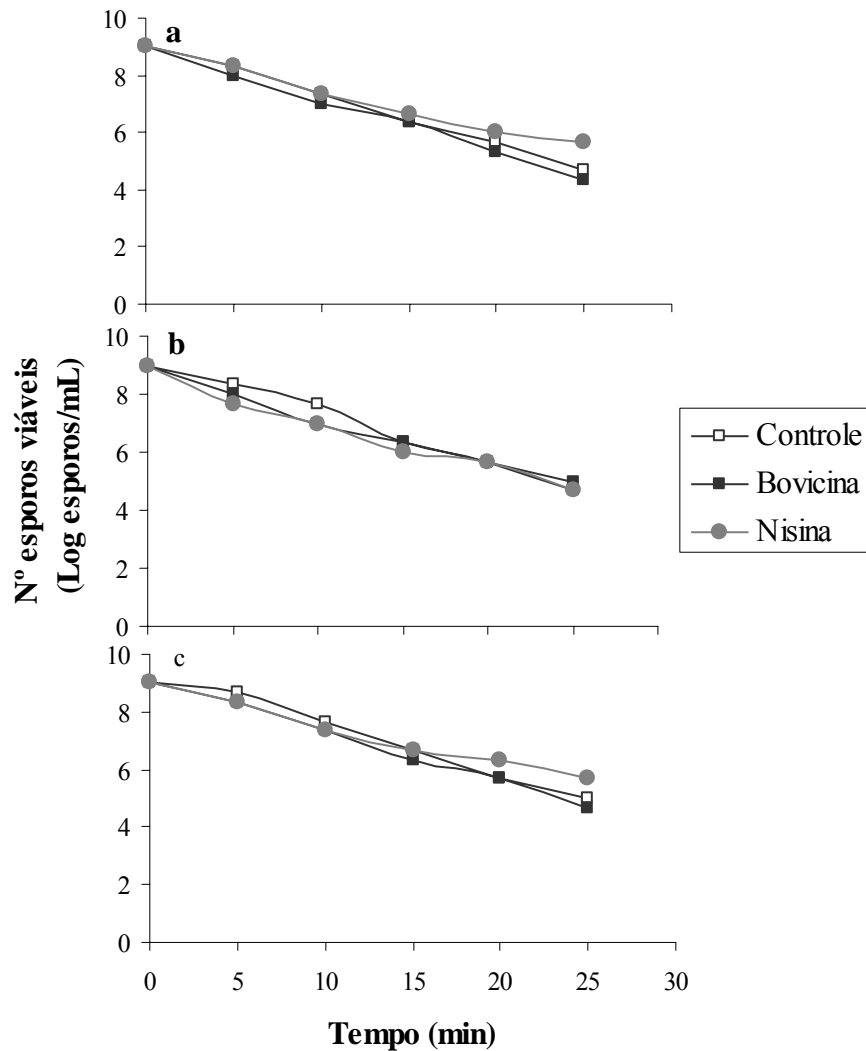 a
10
8
6
4
2
0
b
10
8
6
4
2
0
c
10
8
6
4
2
0
0 5 10 15 20 25 30
Tempo (min)
Nº esporos viáveis
(Log esporos/mL)
Controle
Bovicina
Nisina